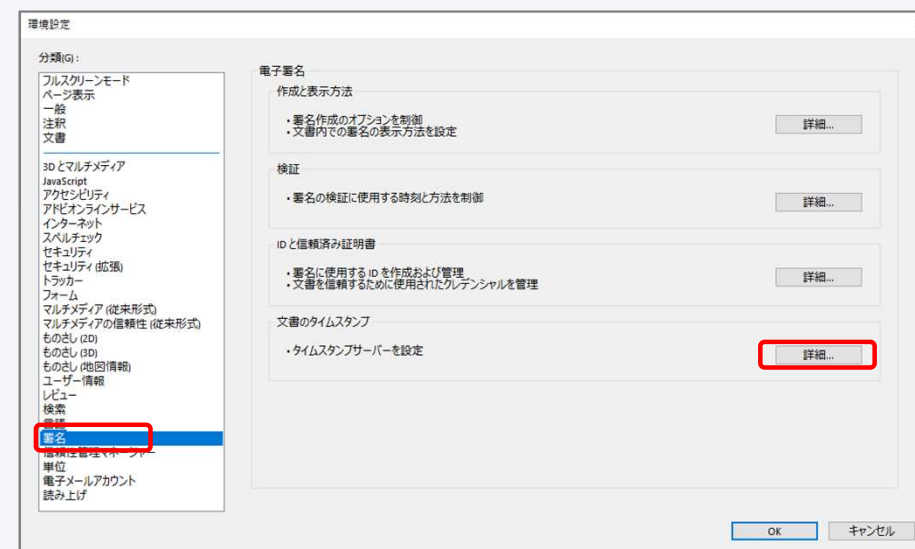 環境設定
分類(G):
フルスクリーンモード
ページ表示
一般
注釈
文書
3D とマルチメディア
JavaScript
アクセシビリティ
アドビオンラインサービス
インターネット
スペルチェック
セキュリティ
セキュリティ (拡張)
トラッカー
フォーム
マルチメディア (従来形式)
マルチメディアの信頼性 (従来形式)
ものさし (2D)
ものさし (3D)
ものさし (地図情報)
ユーザー情報
レビュー
検索
言語
署名
信頼性管理マネージャー
単位
電子メールアカウント
読み上げ
電子署名
作成と表示方法
・署名作成のオプションを制御
・文書内での署名の表示方法を設定
詳細...
検証
・署名の検証に使用する時刻と方法を制御
詳細...
ID と信頼済み証明書
・署名に使用する ID を作成および管理
・文書を信頼するために使用されたクレデンシャルを管理
詳細...
文書のタイムスタンプ
・タイムスタンプサーバーを設定
詳細...
OK
キャンセル